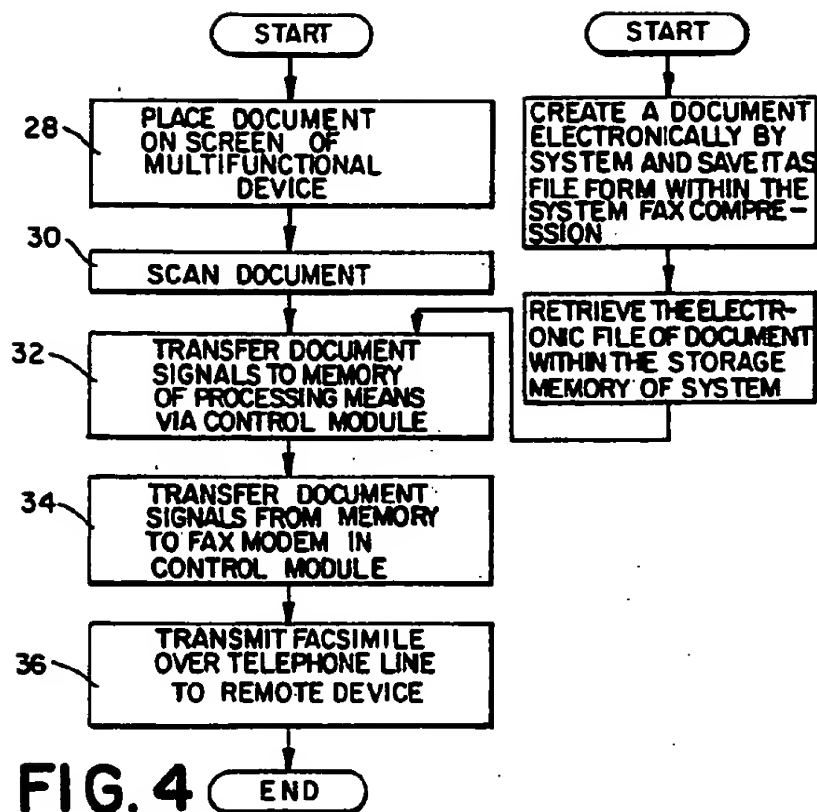 START
28
PLACE DOCUMENT
ON SCREEN OF
MULTIFUNCTIONAL
DEVICE
30
SCAN DOCUMENT
32
TRANSFER DOCUMENT
SIGNALS TO MEMORY
OF PROCESSING MEANS
VIA CONTROL MODULE
34
TRANSFER DOCUMENT
SIGNALS FROM MEMORY
TO FAX MODEM IN
CONTROL MODULE
36
TRANSMIT FACSIMILE
OVER TELEPHONE LINE
TO REMOTE DEVICE
END
START
CREATE A DOCUMENT
ELECTRONICALLY BY
SYSTEM AND SAVE IT AS
FILE FORM WITHIN THE
SYSTEM FAX COMPRE-
SSION
RETRIEVE THE ELECTR-
ONIC FILE OF DOCUMENT
WITHIN THE STORAGE
MEMORY OF SYSTEM
FIG. 4